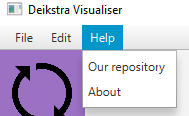 Deikstra Visualiser
File Edit Help
Our repository
About